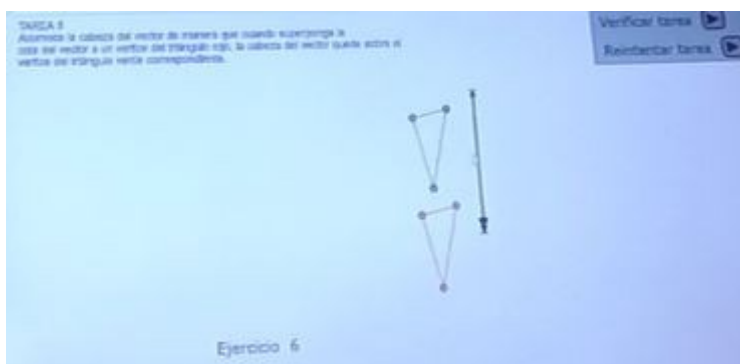 TAREA 5
Acomoda la cabeza del vector de manera que cuando superponga la
cola del vector a un vértice del triángulo rojo, la cabeza del vector quede sobre el
vértice del triángulo verde correspondiente.
Verificar tarea
Reintentar tarea
Ejercicio 6